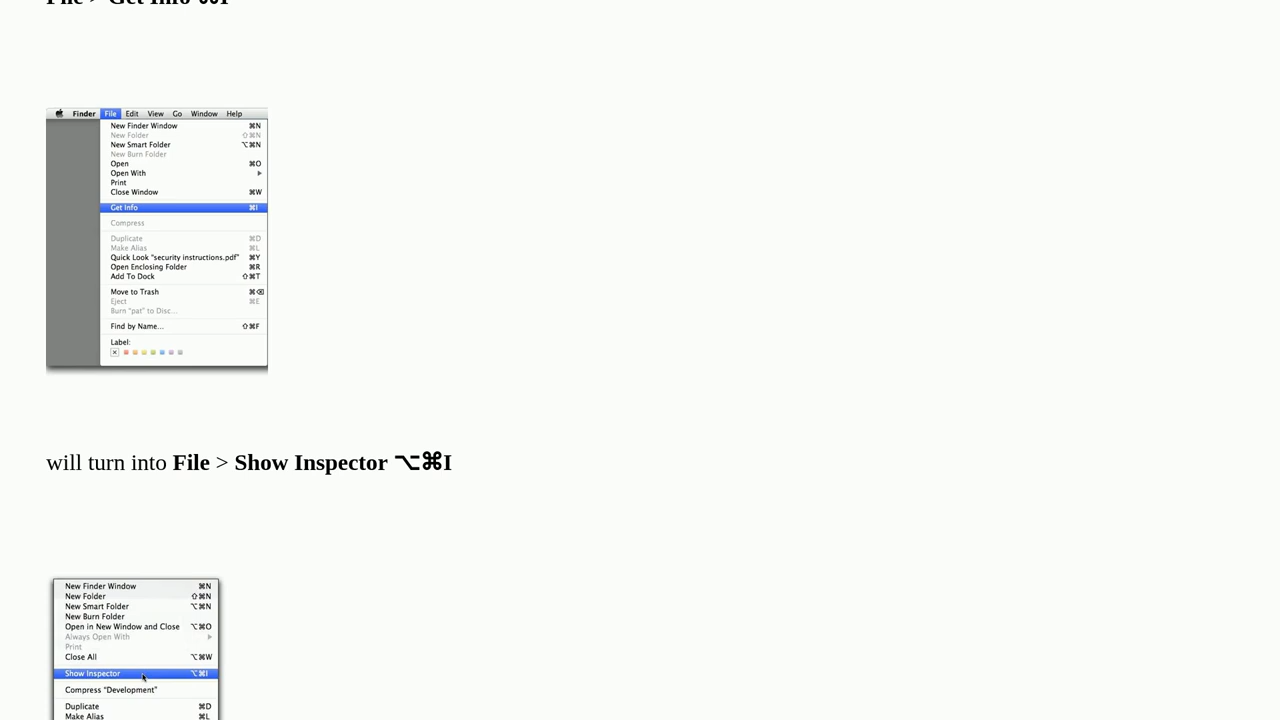 File > Get Info ⌘I
Finder File Edit View Go Window Help
New Finder Window ⌘N
New Folder ⇧⌘N
New Smart Folder ⌥⌘N
New Burn Folder
Open ⌘O
Open With ▶
Print
Close Window ⌘W
Get Info ⌘I
Compress
Duplicate ⌘D
Make Alias ⌘L
Quick Look "security instructions.pdf" ⌘Y
Open Enclosing Folder ⌘R
Add To Dock ⇧⌘T
Move to Trash ⌘⌫
Eject ⌘E
Burn "pat" to Disc...
Find by Name... ⇧⌘F
Label:
will turn into File > Show Inspector ⌥⌘I
New Finder Window ⌘N
New Folder ⇧⌘N
New Smart Folder ⌥⌘N
New Burn Folder
Open in New Window and Close ⌥⌘O
Always Open With ▶
Print
Close All ⌥⌘W
Show Inspector ⌥⌘I
Compress "Development"
Duplicate ⌘D
Make Alias ⌘L